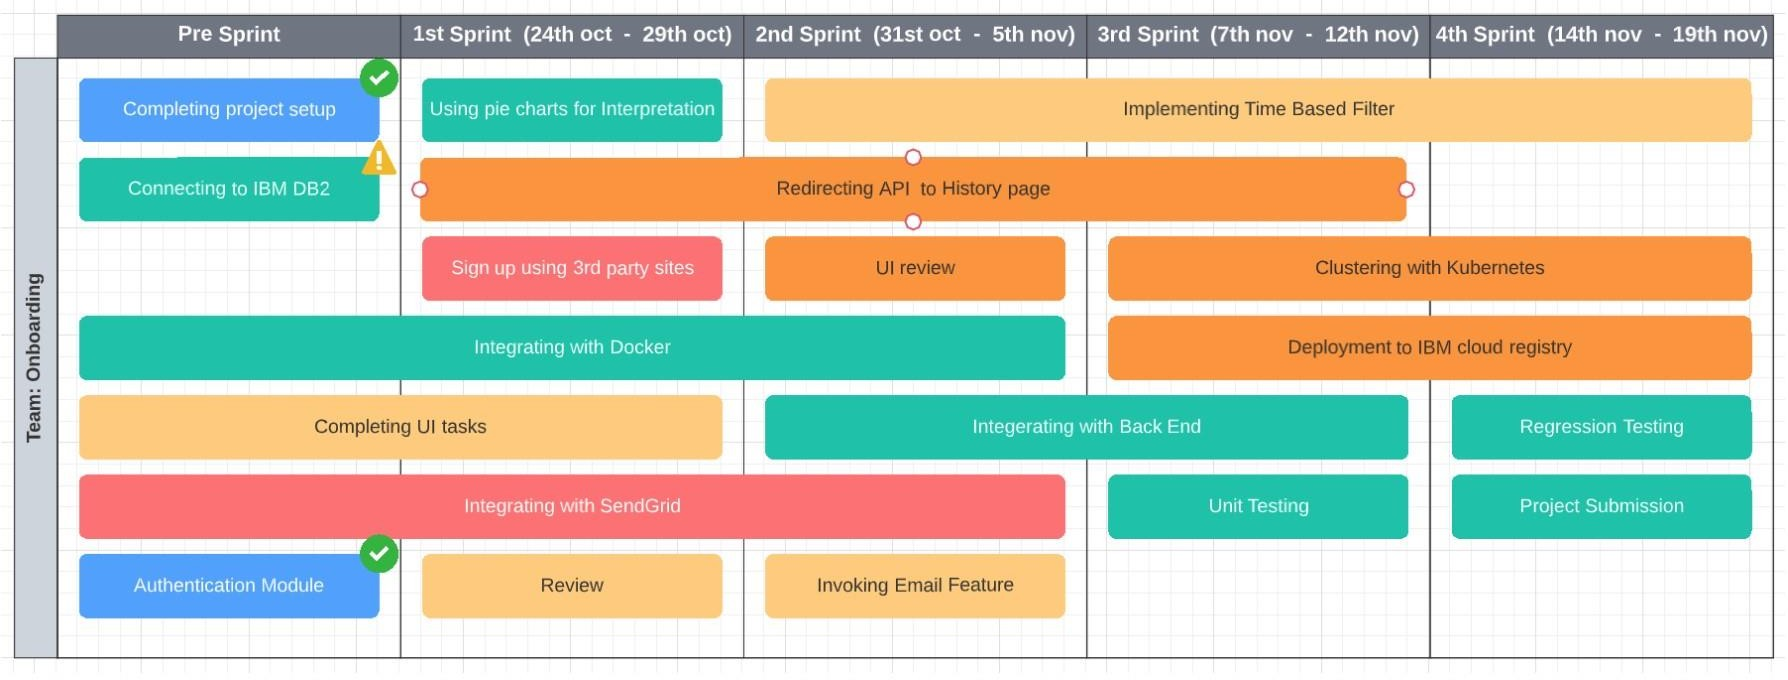 Pre Sprint
1st Sprint (24th oct - 29th oct)
2nd Sprint (31st oct - 5th nov)
3rd Sprint (7th nov - 12th nov)
4th Sprint (14th nov - 19th nov)
Team: Onboarding
Completing project setup
Using pie charts for Interpretation
Implementing Time Based Filter
Connecting to IBM DB2
Redirecting API to History page
Sign up using 3rd party sites
UI review
Clustering with Kubernetes
Integrating with Docker
Deployment to IBM cloud registry
Completing UI tasks
Integerating with Back End
Regression Testing
Integrating with SendGrid
Unit Testing
Project Submission
Authentication Module
Review
Invoking Email Feature